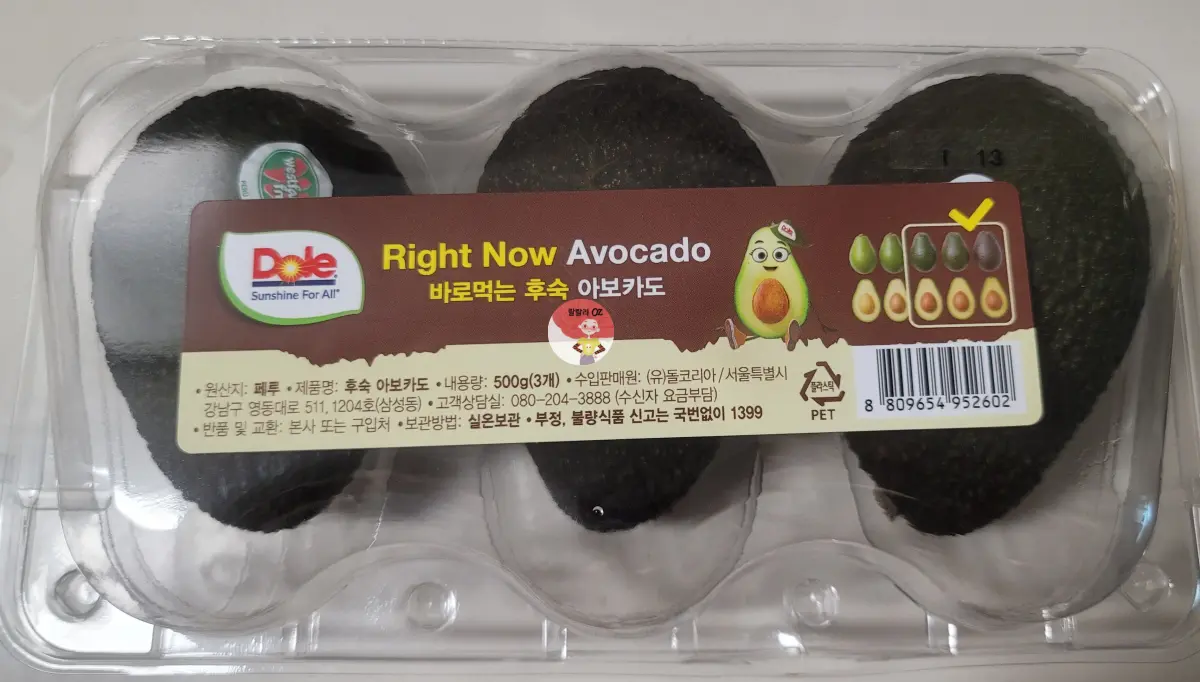 I 13
Dole
Sunshine For All
Right Now Avocado
바로먹는 후숙 아보카도
Dole
랄랄라 OZ
• 원산지: 페루 • 제품명: 후숙 아보카도 • 내용량: 500g(3개) • 수입판매원: (유)돌코리아 / 서울특별시
강남구 영동대로 511, 1204호(삼성동) • 고객상담실: 080-204-3888 (수신자 요금부담)
• 반품 및 교환: 본사 또는 구입처 • 보관방법: 실온보관 • 부정, 불량식품 신고는 국번없이 1399
플라스틱
PET
8 809654 952602